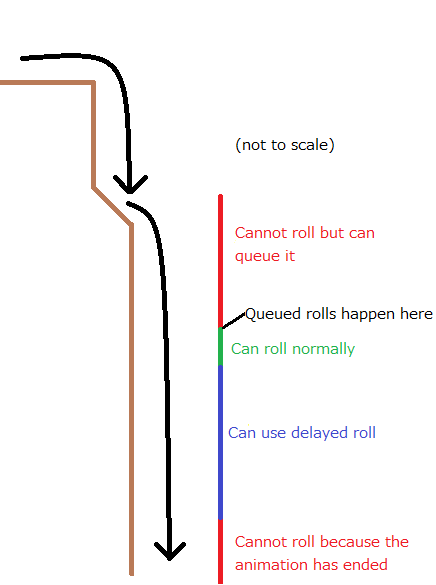 (not to scale)
Cannot roll but can
queue it
Queued rolls happen here
Can roll normally
Can use delayed roll
Cannot roll because the
animation has ended